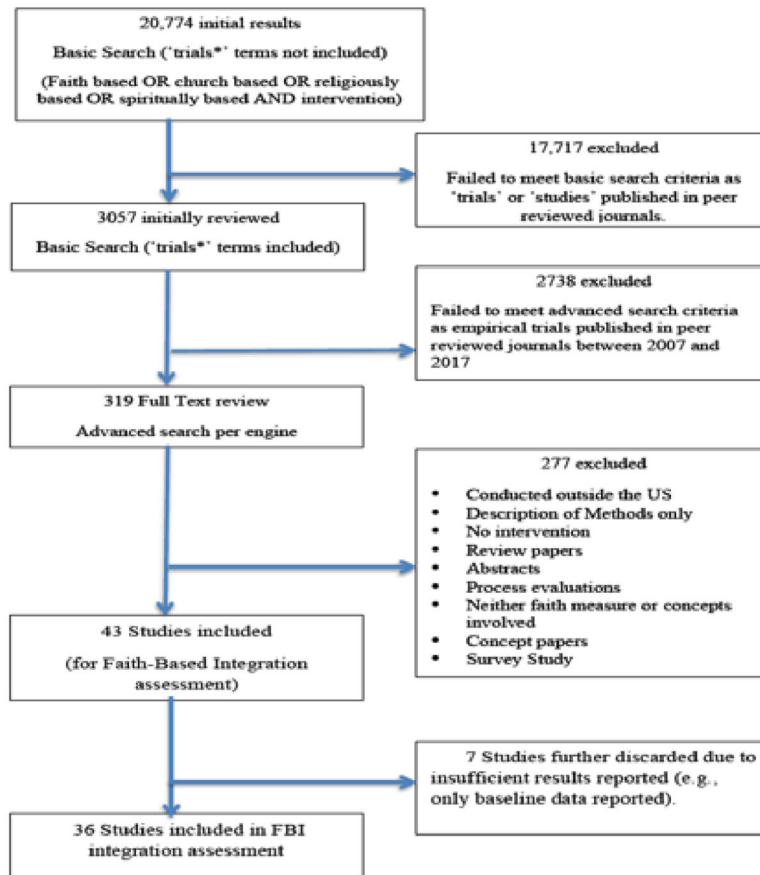 20,774 initial results
Basic Search (‘trials*’ terms not included)
(Faith based OR church based OR religiously
based OR spiritually based AND intervention)
17,717 excluded
Failed to meet basic search criteria as
‘trials’ or ‘studies’ published in peer
reviewed journals.
3057 initially reviewed
Basic Search (‘trials*’ terms included)
2738 excluded
Failed to meet advanced search criteria
as empirical trials published in peer
reviewed journals between 2007 and
2017
319 Full Text review
Advanced search per engine
277 excluded
• Conducted outside the US
• Description of Methods only
• No intervention
• Review papers
• Abstracts
• Process evaluations
• Neither faith measure or concepts
involved
• Concept papers
• Survey Study
43 Studies included
(for Faith-Based Integration
assessment)
7 Studies further discarded due to
insufficient results reported (e.g.,
only baseline data reported).
36 Studies included in FBI
integration assessment